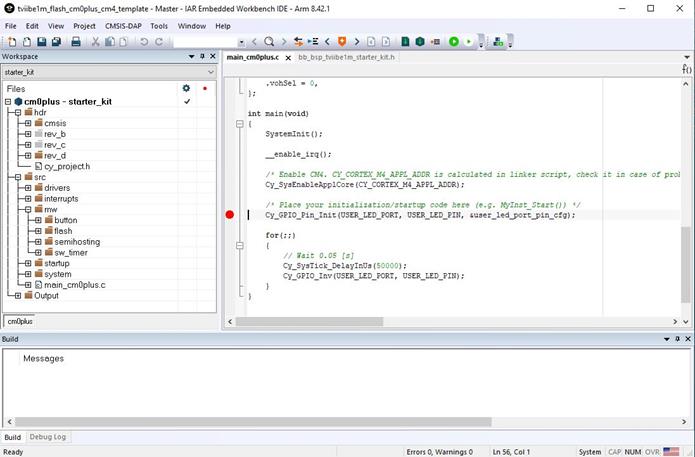 tviibe1m_flash_cm0plus_cm4_template - Master - IAR Embedded Workbench IDE - Arm 8.42.1
File Edit View Project CMSIS-DAP Tools Window Help
Workspace
starter_kit
Files
cm0plus - starter_kit
hdr
cmsis
rev_b
rev_c
rev_d
cy_project.h
src
drivers
interrupts
mw
button
flash
semihosting
sw_timer
startup
system
main_cm0plus.c
Output
cm0plus
main_cm0plus.c bb_bsp_tviibe1m_starter_kit.h
f()
.vohSel = 0,
};
int main(void)
{
SystemInit();
__enable_irq();
/* Enable CM4. CY_CORTEX_M4_APPL_ADDR is calculated in linker script, check it in case of prob
Cy_SysEnableApplCore(CY_CORTEX_M4_APPL_ADDR);
/* Place your initialization/startup code here (e.g. MyInst_Start()) */
Cy_GPIO_Pin_Init(USER_LED_PORT, USER_LED_PIN, &user_led_port_pin_cfg);
for(;;)
{
// Wait 0.05 [s]
Cy_SysTick_DelayInUs(50000);
Cy_GPIO_Inv(USER_LED_PORT, USER_LED_PIN);
}
}
Build
Messages
Build Debug Log
Ready Errors 0, Warnings 0 Ln 56, Col 1 System CAP NUM OVR